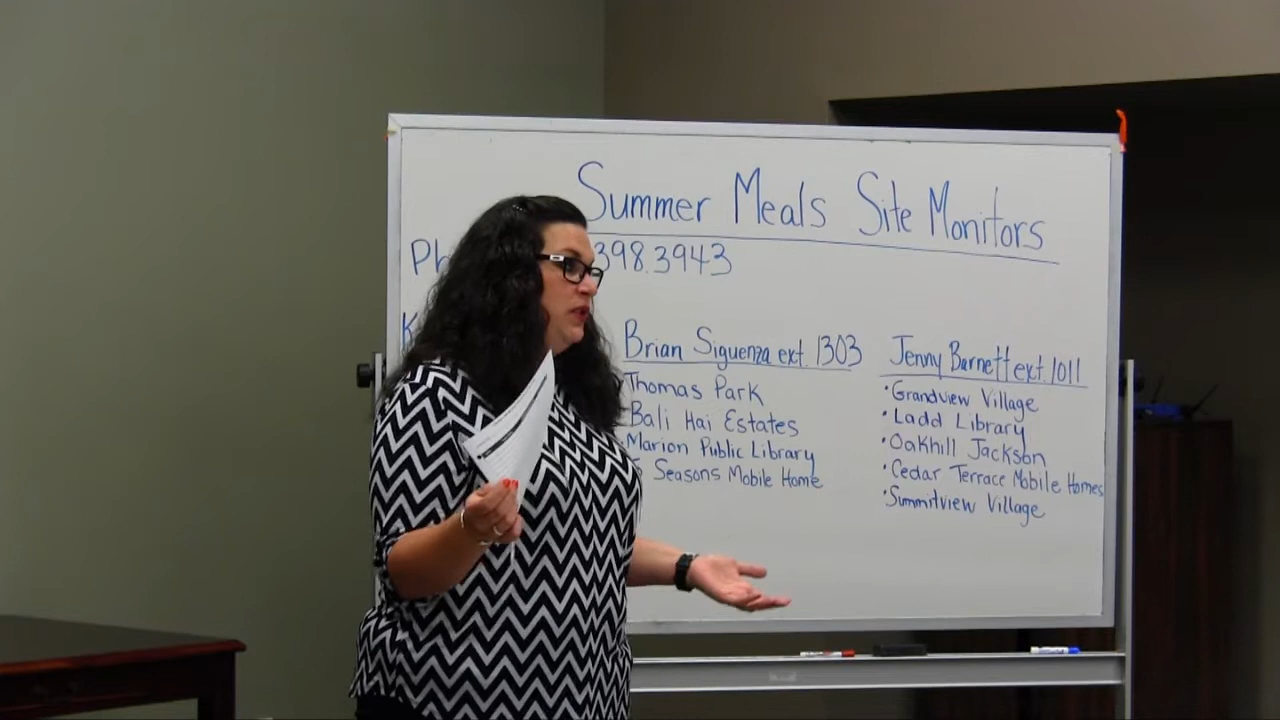 Summer Meals Site Monitors
Ph 398.3943
K
Brian Siguenza ext. 1303
Thomas Park
Bali Hai Estates
Marion Public Library
Seasons Mobile Home
Jenny Barnett ext. 1011
·Grandview Village
·Ladd Library
·Oakhill Jackson
·Cedar Terrace Mobile Homes
·Summitview Village